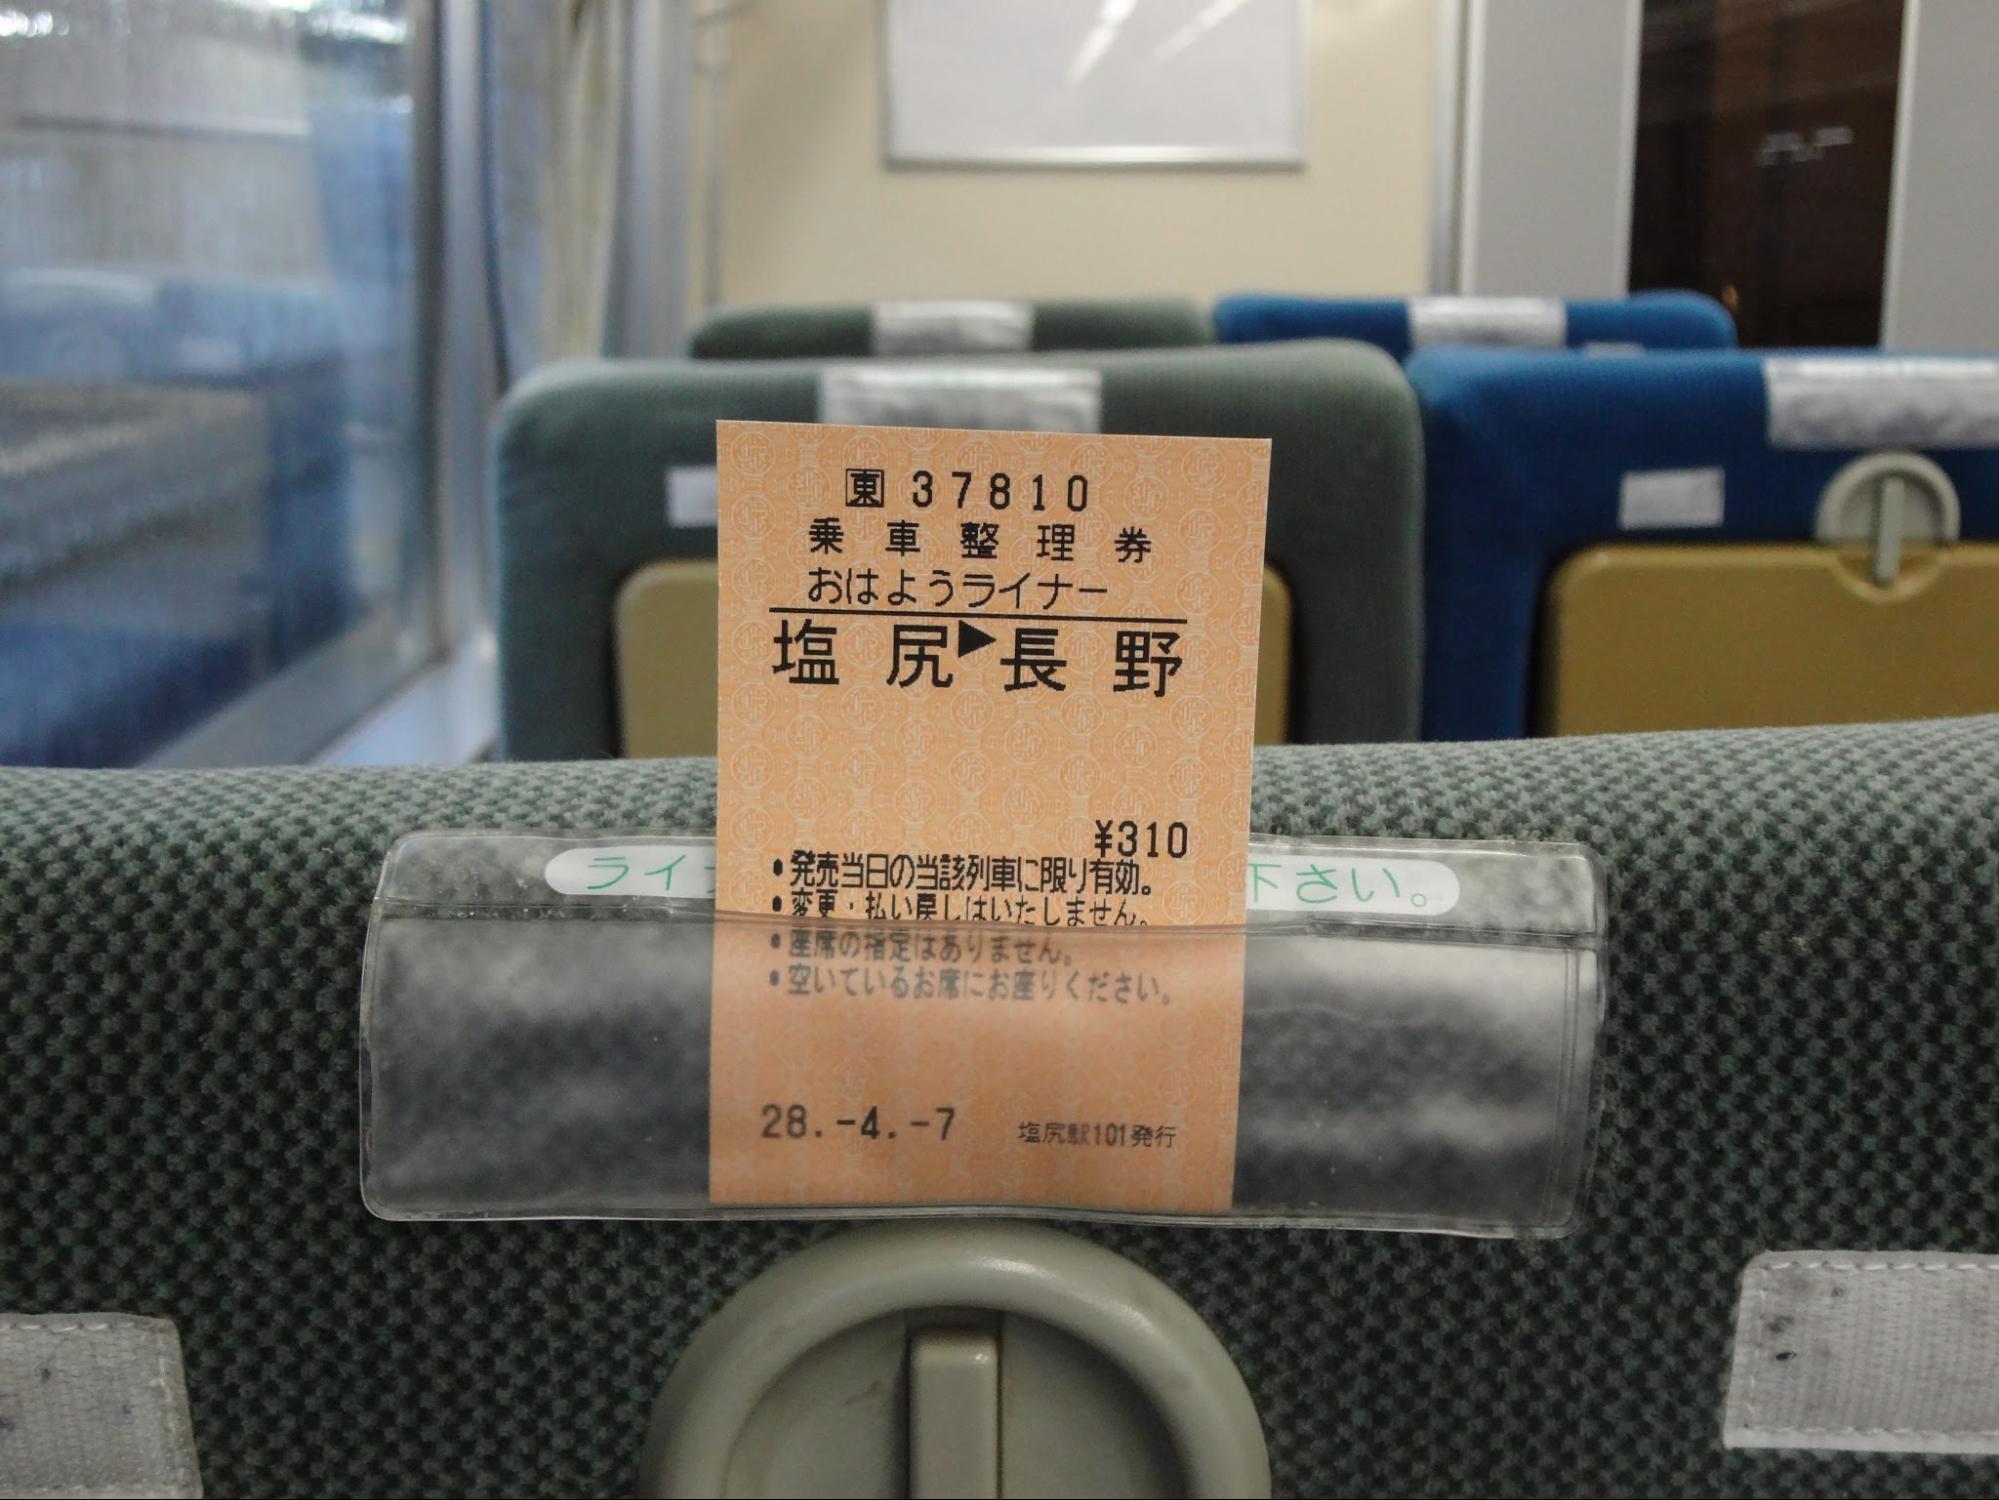 東 37810
乗車整理券
おはようライナー
塩尻▶長野
¥310
•発売当日の当該列車に限り有効。
•変更・払い戻しはいたしません。
•座席の指定はありません。
•空いているお席にお座りください。
28.-4.-7 塩尻駅101発行
ライ 下さい。